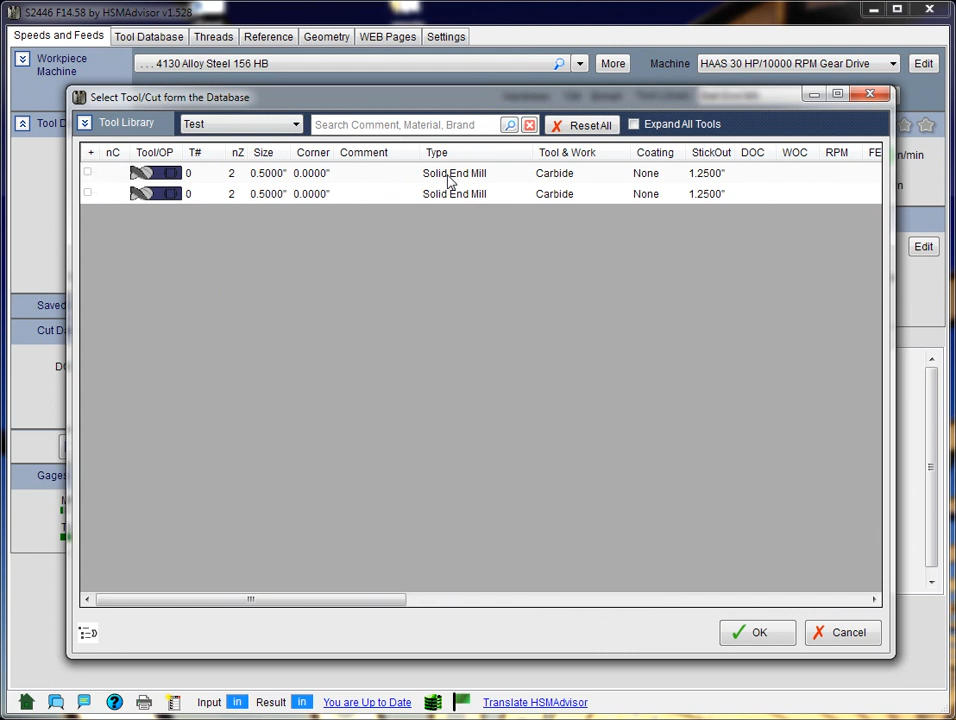 S2446 F14.58 by HSMAdvisor v1.528
Speeds and Feeds Tool Database Threads Reference Geometry WEB Pages Settings
Workpiece
Machine
. . . 4130 Alloy Steel 156 HB More Machine HAAS 30 HP/10000 RPM Gear Drive Edit
Select Tool/Cut form the Database
Tool D
Tool Library Test Search Comment, Material, Brand Reset All Expand All Tools
+ nC Tool/OP T# nZ Size Corner Comment Type Tool & Work Coating StickOut DOC WOC RPM FE
n/min
0 2 0.5000" 0.0000" Solid End Mill Carbide None 1.2500"
n
0 2 0.5000" 0.0000" Solid End Mill Carbide None 1.2500"
Edit
Saved
Cut Da
DO
Gages
M
T
OK Cancel
Input in Result in You are Up to Date Translate HSMAdvisor